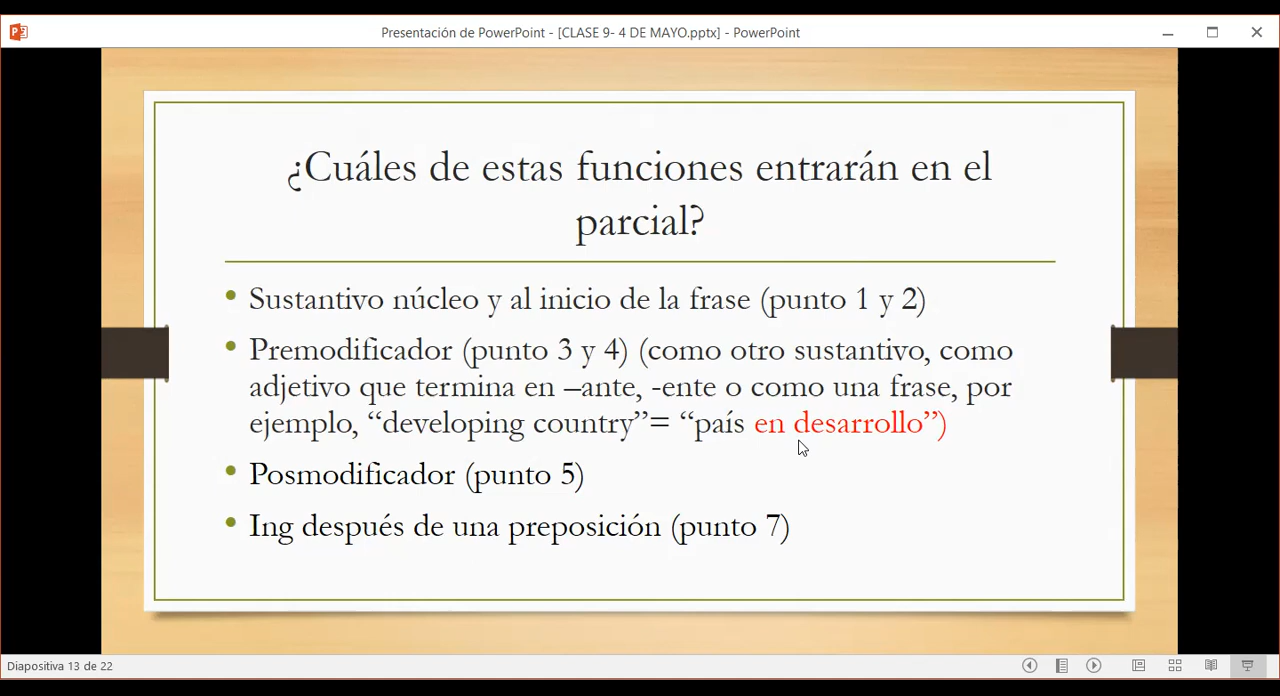 Presentación de PowerPoint - [CLASE 9- 4 DE MAYO.pptx] - PowerPoint
¿Cuáles de estas funciones entrarán en el
parcial?
• Sustantivo núcleo y al inicio de la frase (punto 1 y 2)
• Premodificador (punto 3 y 4) (como otro sustantivo, como
adjetivo que termina en –ante, -ente o como una frase, por
ejemplo, “developing country”= “país en desarrollo”)
• Posmodificador (punto 5)
• Ing después de una preposición (punto 7)
Diapositiva 13 de 22